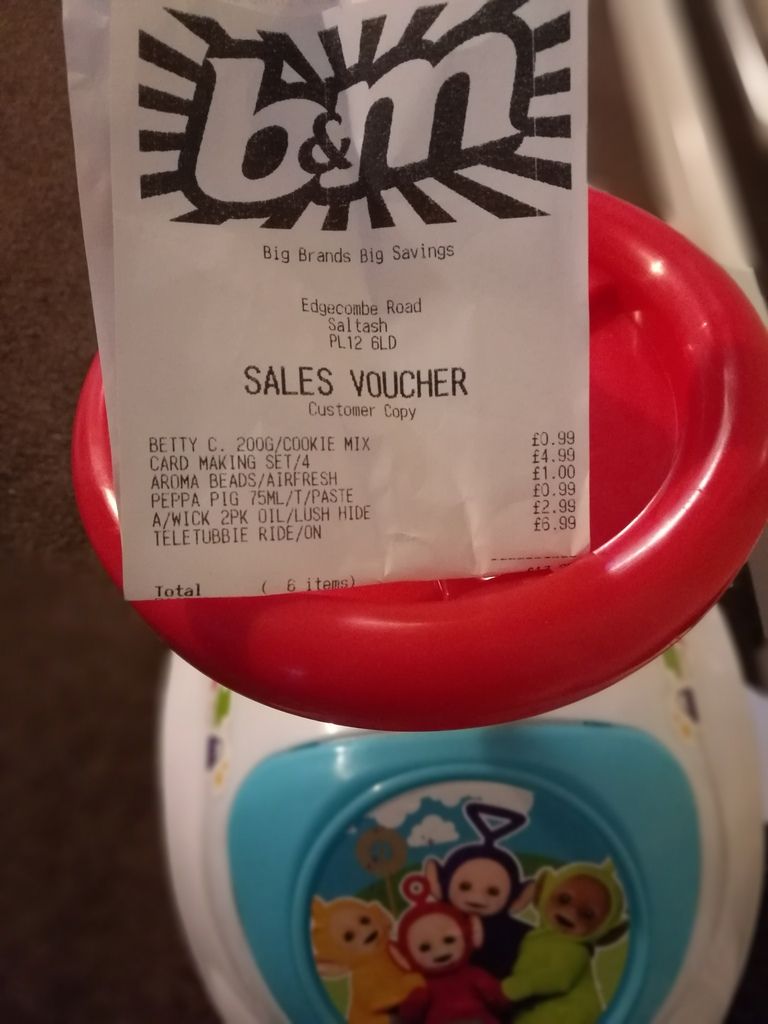 b&m
Big Brands Big Savings
Edgecombe Road
Saltash
PL12 6LD
SALES VOUCHER
Customer Copy
BETTY C. 200G/COOKIE MIX £0.99
CARD MAKING SET/4 £4.99
AROMA BEADS/AIRFRESH £1.00
PEPPA PIG 75ML/T/PASTE £0.99
A/WICK 2PK OIL/LUSH HIDE £2.99
TELETUBBIE RIDE/ON £6.99
Total ( 6 items)